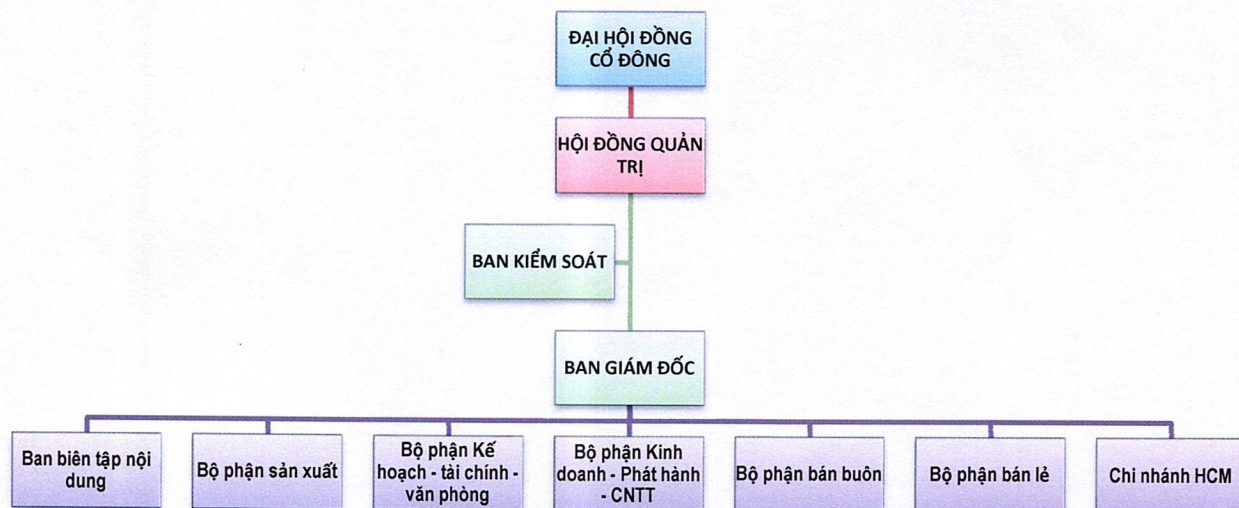 ĐẠI HỘI ĐỒNG
CỔ ĐÔNG
HỘI ĐỒNG QUẢN
TRỊ
BAN KIỂM SOÁT
BAN GIÁM ĐỐC
Ban biên tập nội
dung
Bộ phận sản xuất
Bộ phận Kế
hoạch - tài chính -
văn phòng
Bộ phận Kinh
doanh - Phát hành
- CNTT
Bộ phận bán buôn
Bộ phận bán lẻ
Chi nhánh HCM